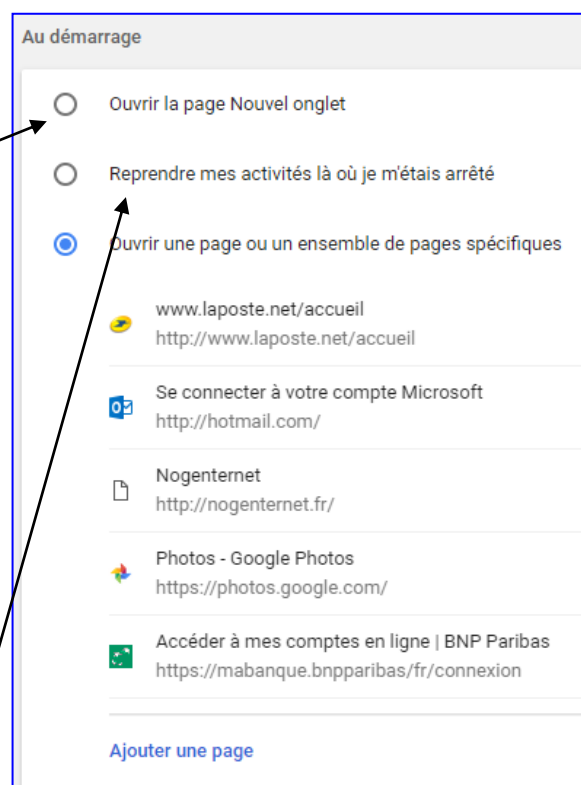 Au démarrage
Ouvrir la page Nouvel onglet
Reprendre mes activités là où je m'étais arrêté
Ouvrir une page ou un ensemble de pages spécifiques
www.laposte.net/accueil
http://www.laposte.net/accueil
Se connecter à votre compte Microsoft
http://hotmail.com/
Nogenternet
http://nogenternet.fr/
Photos - Google Photos
https://photos.google.com/
Accéder à mes comptes en ligne | BNP Paribas
https://mabanque.bnpparibas/fr/connexion
Ajouter une page